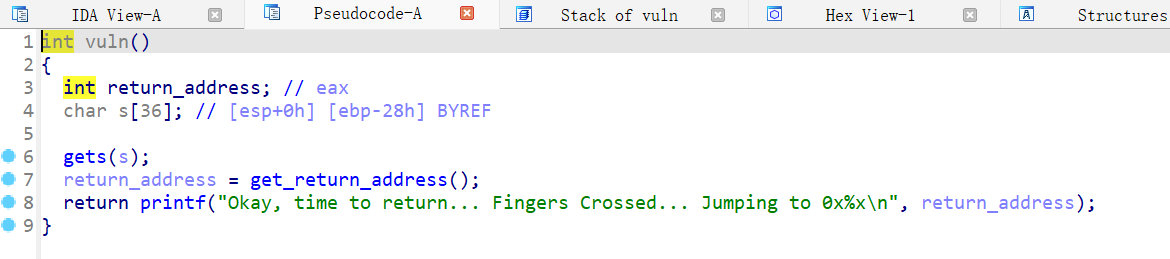 IDA View-A Pseudocode-A Stack of vuln Hex View-1 Structures
1 int vuln()
2 {
3 int return_address; // eax
4 char s[36]; // [esp+0h] [ebp-28h] BYREF
5
6 gets(s);
7 return_address = get_return_address();
8 return printf("Okay, time to return... Fingers Crossed... Jumping to 0x%x\n", return_address);
9 }